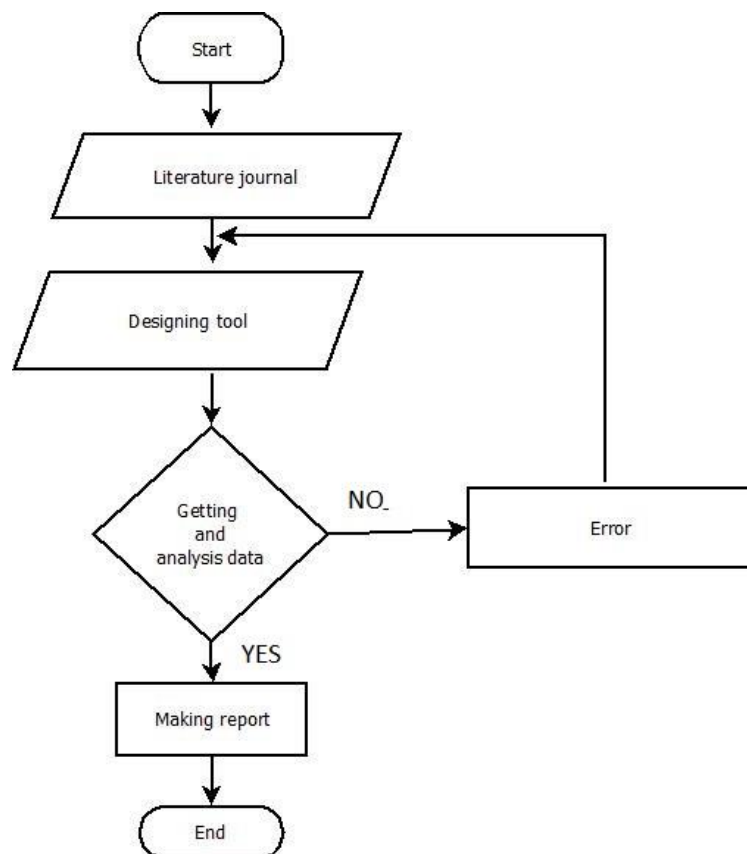 Start
Literature journal
Designing tool
Getting
and
analysis data
NO
Error
YES
Making report
End